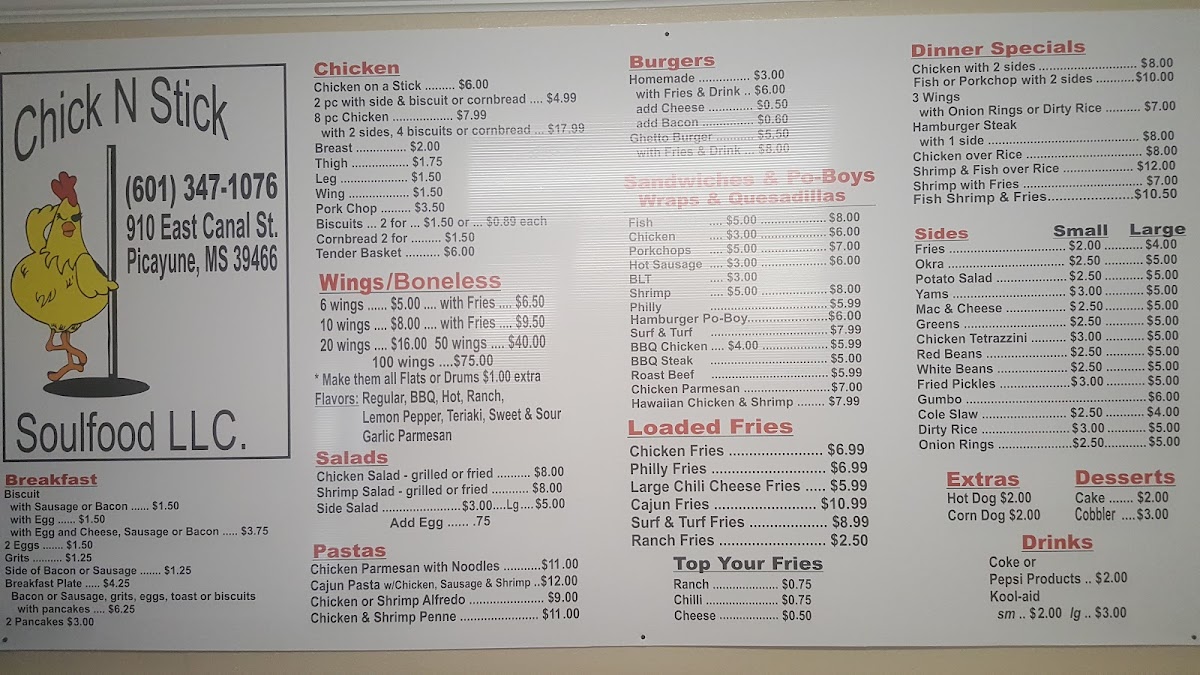 Chick N Stick
(601) 347-1076
910 East Canal St.
Picayune, MS 39466
Soulfood LLC.
Breakfast
Biscuit
with Sausage or Bacon ...... $1.50
with Egg ...... $1.50
with Egg and Cheese, Sausage or Bacon ..... $3.75
2 Eggs ....... $1.50
Grits .......... $1.25
Side of Bacon or Sausage ....... $1.25
Breakfast Plate ..... $4.25
Bacon or Sausage, grits, eggs, toast or biscuits
with pancakes .... $6.25
2 Pancakes $3.00
Chicken
Chicken on a Stick ......... $6.00
2 pc with side & biscuit or cornbread .... $4.99
8 pc Chicken .................. $7.99
with 2 sides, 4 biscuits or cornbread ... $17.99
Breast ................ $2.00
Thigh ................. $1.75
Leg ..................... $1.50
Wing ................... $1.50
Pork Chop ......... $3.50
Biscuits ... 2 for ... $1.50 or ... $0.89 each
Cornbread 2 for ......... $1.50
Tender Basket .......... $6.00
Wings/Boneless
6 wings ...... $5.00 .... with Fries .... $6.50
10 wings .... $8.00 .... with Fries .... $9.50
20 wings .... $16.00 50 wings .... $40.00
100 wings ....$75.00
* Make them all Flats or Drums $1.00 extra
Flavors: Regular, BBQ, Hot, Ranch,
Lemon Pepper, Teriaki, Sweet & Sour
Garlic Parmesan
Salads
Chicken Salad - grilled or fried .......... $8.00
Shrimp Salad - grilled or fried ........... $8.00
Side Salad ........................$3.00....Lg.... $5.00
Add Egg ...... .75
Pastas
Chicken Parmesan with Noodles ..........$11.00
Cajun Pasta w/Chicken, Sausage & Shrimp ..$12.00
Chicken or Shrimp Alfredo ...................... $9.00
Chicken & Shrimp Penne ........................ $11.00
Burgers
Homemade ............... $3.00
with Fries & Drink .. $6.00
add Cheese ............. $0.50
add Bacon ............... $0.60
Ghetto Burger ............. $5.50
with Fries & Drink ... $8.00
Sandwiches & Po-Boys
Wraps & Quesadillas
Fish $5.00 .................. $8.00
Chicken .... $3.00 .................. $6.00
Porkchops .... $5.00 .................. $7.00
Hot Sausage .... $3.00 .................. $6.00
BLT .... $3.00
Shrimp .... $5.00 .................. $8.00
Philly ................................ $5.99
Hamburger Po-Boy......................$6.00
Surf & Turf ................................ $7.99
BBQ Chicken .... $4.00 ................. $5.99
BBQ Steak ................................ $5.00
Roast Beef ................................ $5.99
Chicken Parmesan ........................$7.00
Hawaiian Chicken & Shrimp ........ $7.99
Loaded Fries
Chicken Fries ........................ $6.99
Philly Fries ............................ $6.99
Large Chili Cheese Fries ..... $5.99
Cajun Fries ........................ $10.99
Surf & Turf Fries .................. $8.99
Ranch Fries ........................ $2.50
Top Your Fries
Ranch .................... $0.75
Chilli ...................... $0.75
Cheese .................. $0.50
Dinner Specials
Chicken with 2 sides ............................ $8.00
Fish or Porkchop with 2 sides ..........$10.00
3 Wings
with Onion Rings or Dirty Rice .......... $7.00
Hamburger Steak
with 1 side .................................... $8.00
Chicken over Rice .............................. $8.00
Shrimp & Fish over Rice .................. $12.00
Shrimp with Fries ................................ $7.00
Fish Shrimp & Fries.........................$10.50
Sides Small Large
Fries ............................ $2.00 ...........$4.00
Okra ............................ $2.50 ........... $5.00
Potato Salad ................ $2.50 ........... $5.00
Yams ............................ $3.00 ........... $5.00
Mac & Cheese ............. $2.50 ........... $5.00
Greens ......................... $2.50 ........... $5.00
Chicken Tetrazzini ......... $3.00 ........... $5.00
Red Beans ................... $2.50 ........... $5.00
White Beans ................ $2.50 ........... $5.00
Fried Pickles ................$3.00 ........... $5.00
Gumbo ...................................................$6.00
Cole Slaw ..................... $2.50 ........... $4.00
Dirty Rice ..................... $3.00 ........... $5.00
Onion Rings .................$2.50........... $5.00
Extras
Hot Dog $2.00
Corn Dog $2.00
Desserts
Cake ....... $2.00
Cobbler ....$3.00
Drinks
Coke or
Pepsi Products .. $2.00
Kool-aid
sm .. $2.00 lg .. $3.00